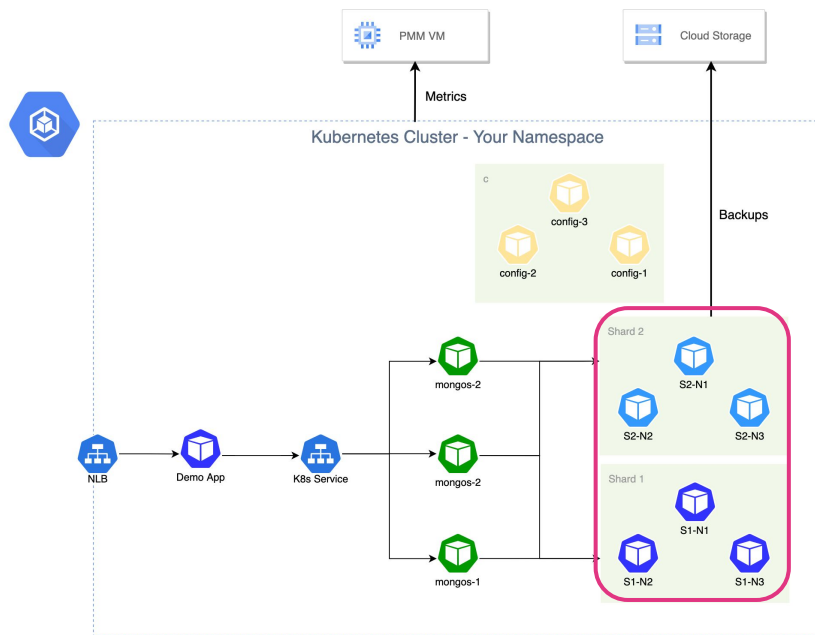 PMM VM
Cloud Storage
Metrics
Kubernetes Cluster - Your Namespace
c
config-3
config-2
config-1
Backups
Shard 2
S2-N1
S2-N2
S2-N3
mongos-2
NLB
Demo App
K8s Service
mongos-2
Shard 1
S1-N1
S1-N2
S1-N3
mongos-1